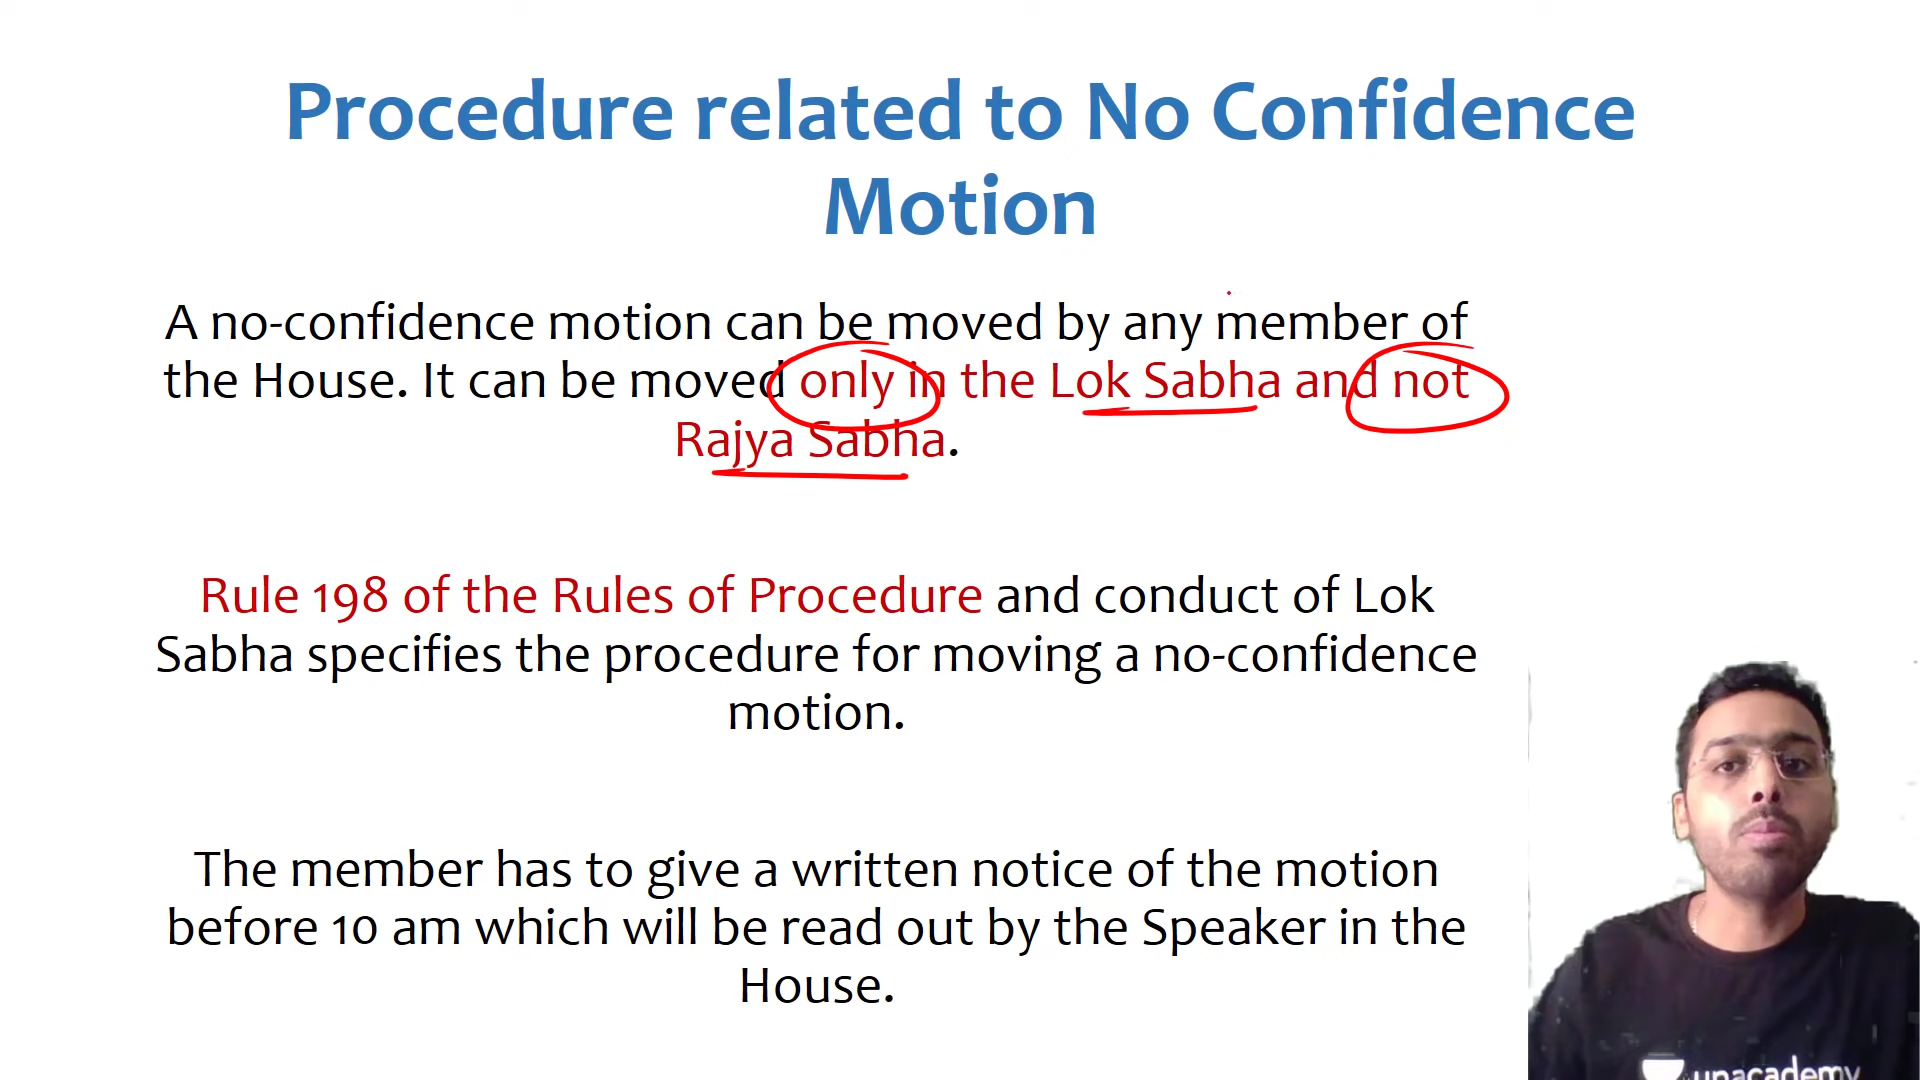 Procedure related to No Confidence
Motion
A no-confidence motion can be moved by any member of
the House. It can be moved only in the Lok Sabha and not
Rajya Sabha.
Rule 198 of the Rules of Procedure and conduct of Lok
Sabha specifies the procedure for moving a no-confidence
motion.
The member has to give a written notice of the motion
before 10 am which will be read out by the Speaker in the
House.
unacademy